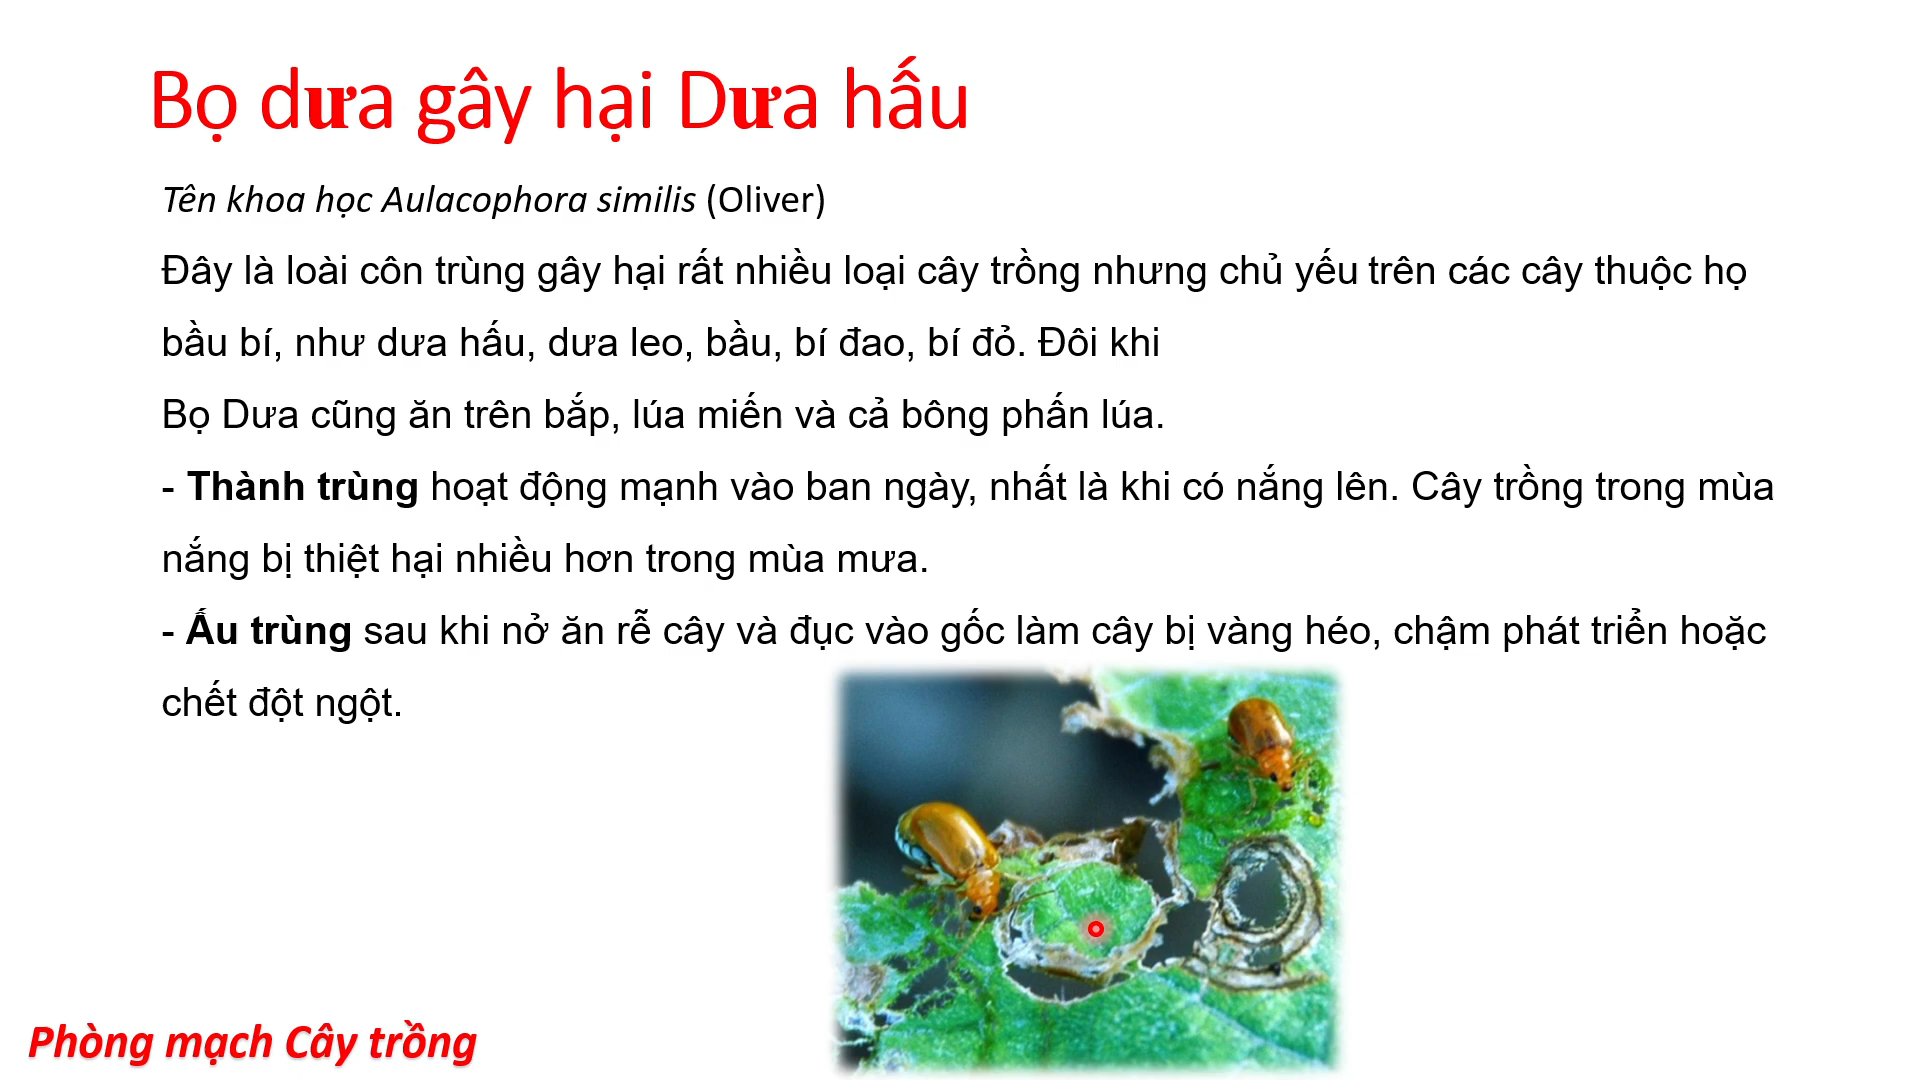 Bọ dưa gây hại Dưa hấu
Tên khoa học Aulacophora similis (Oliver)
Đây là loài côn trùng gây hại rất nhiều loại cây trồng nhưng chủ yếu trên các cây thuộc họ
bầu bí, như dưa hấu, dưa leo, bầu, bí đao, bí đỏ. Đôi khi
Bọ Dưa cũng ăn trên bắp, lúa miến và cả bông phấn lúa.
- Thành trùng hoạt động mạnh vào ban ngày, nhất là khi có nắng lên. Cây trồng trong mùa
nắng bị thiệt hại nhiều hơn trong mùa mưa.
- Ấu trùng sau khi nở ăn rễ cây và đục vào gốc làm cây bị vàng héo, chậm phát triển hoặc
chết đột ngột.
Phòng mạch Cây trồng